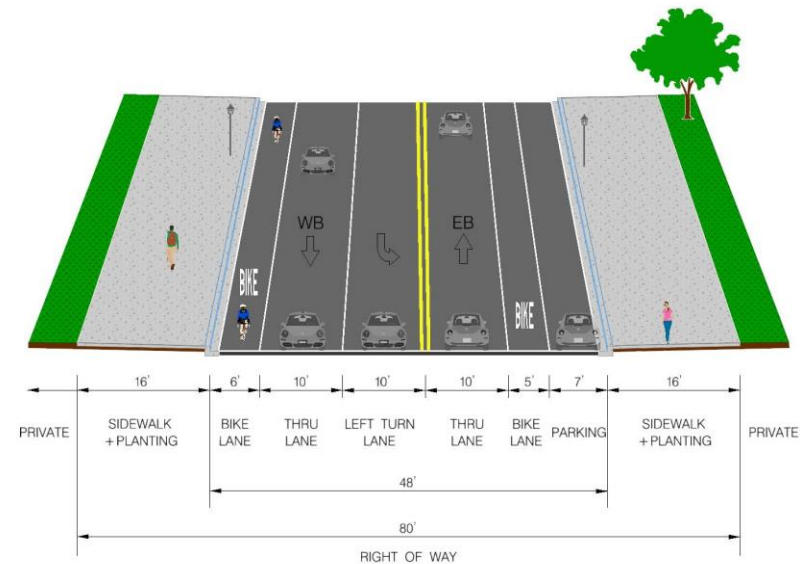 WB
EB
BIKE
BIKE
16' 6' 10' 10' 10' 5' 7' 16'
PRIVATE SIDEWALK BIKE THRU LEFT TURN THRU BIKE PARKING SIDEWALK PRIVATE
+PLANTING LANE LANE LANE LANE LANE +PLANTING
48'
80'
RIGHT OF WAY